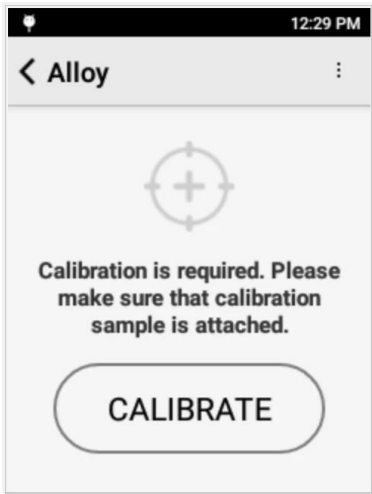 12:29 PM
Alloy
Calibration is required. Please
make sure that calibration
sample is attached.
CALIBRATE